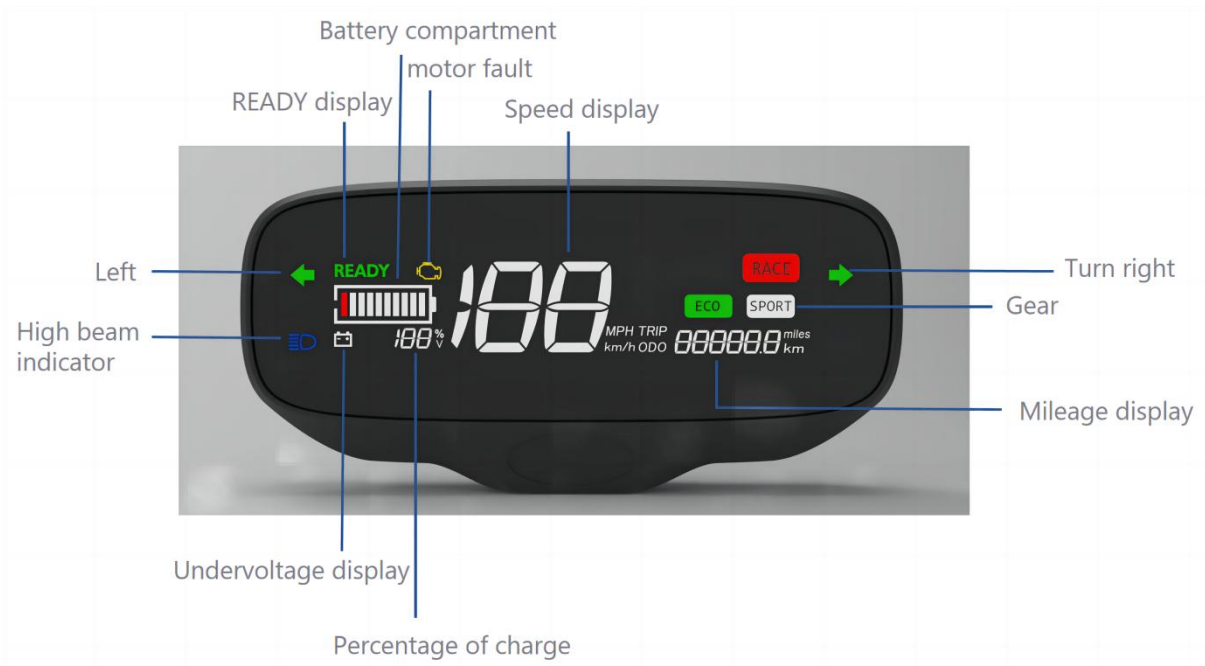 Battery compartment
motor fault
READY display
Speed display
Left
READY
RACE
Turn right
ECO
SPORT
Gear
High beam
indicator
188 %
V
188
MPH TRIP
km/h ODO
88888.8 miles
km
Mileage display
Undervoltage display
Percentage of charge